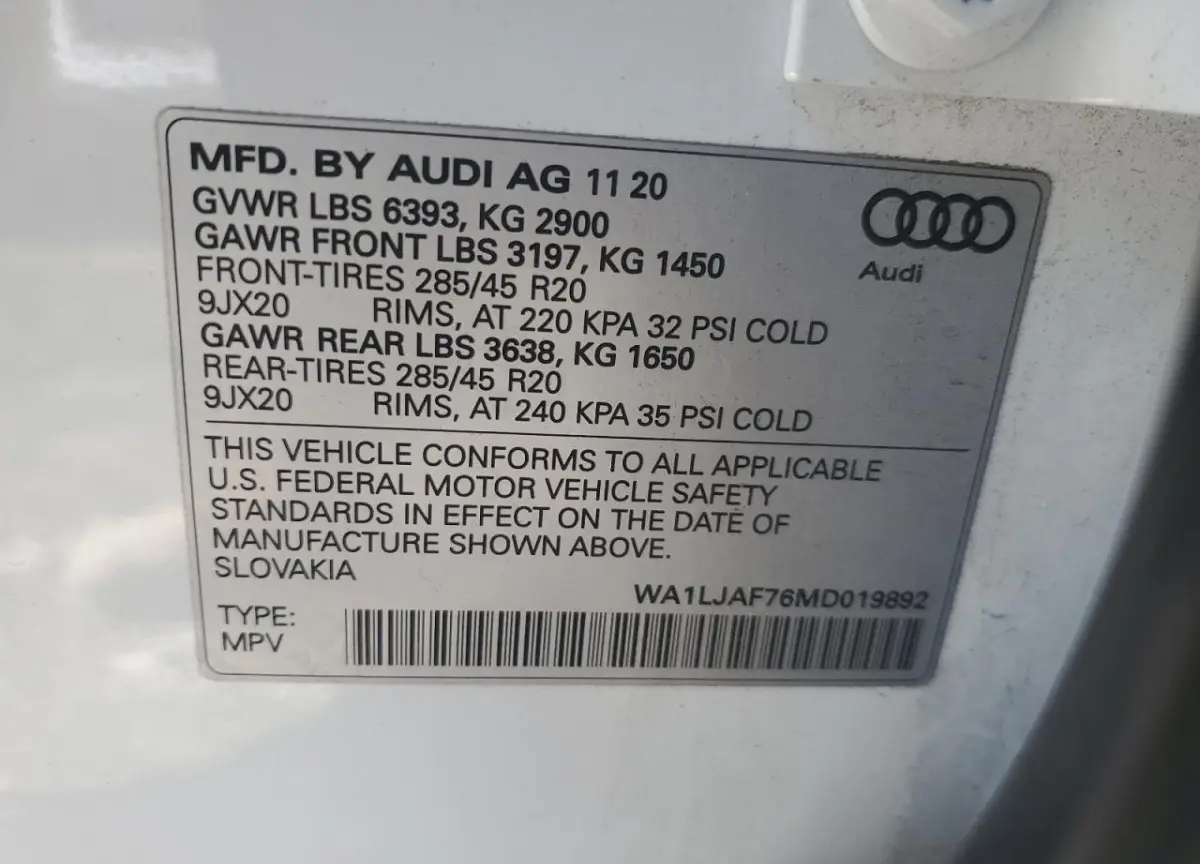 MFD. BY AUDI AG 11 20
GVWR LBS 6393, KG 2900
GAWR FRONT LBS 3197, KG 1450
FRONT-TIRES 285/45 R20
9JX20 RIMS, AT 220 KPA 32 PSI COLD
GAWR REAR LBS 3638, KG 1650
REAR-TIRES 285/45 R20
9JX20 RIMS, AT 240 KPA 35 PSI COLD
Audi
THIS VEHICLE CONFORMS TO ALL APPLICABLE
U.S. FEDERAL MOTOR VEHICLE SAFETY
STANDARDS IN EFFECT ON THE DATE OF
MANUFACTURE SHOWN ABOVE.
SLOVAKIA
WA1LJAF76MD019892
TYPE:
MPV